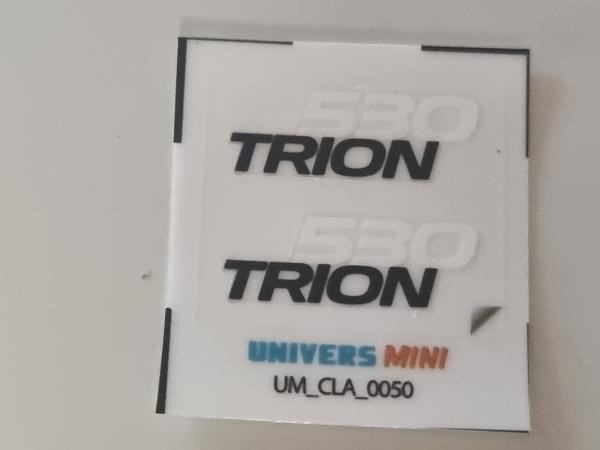 530
TRION
530
TRION
UNIVERS MINI
UM_CLA_0050